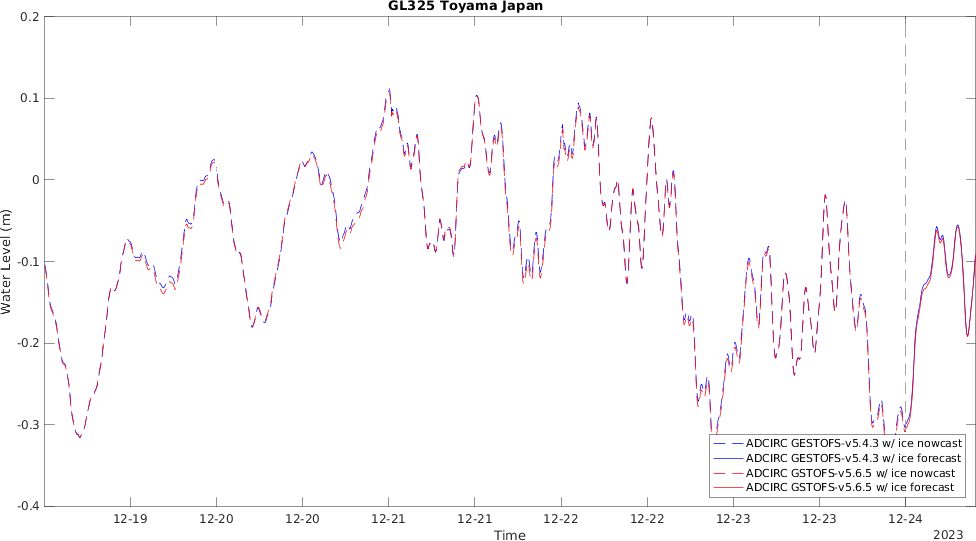 GL325 Toyama Japan
Water Level (m)
0.2
0.1
0
-0.1
-0.2
-0.3
-0.4
ADCIRC GESTOFS-v5.4.3 w/ ice nowcast
ADCIRC GESTOFS-v5.4.3 w/ ice forecast
ADCIRC GSTOFS-v5.6.5 w/ ice nowcast
ADCIRC GSTOFS-v5.6.5 w/ ice forecast
12-19 12-20 12-20 12-21 12-21 12-22 12-22 12-23 12-23 12-24
Time
2023